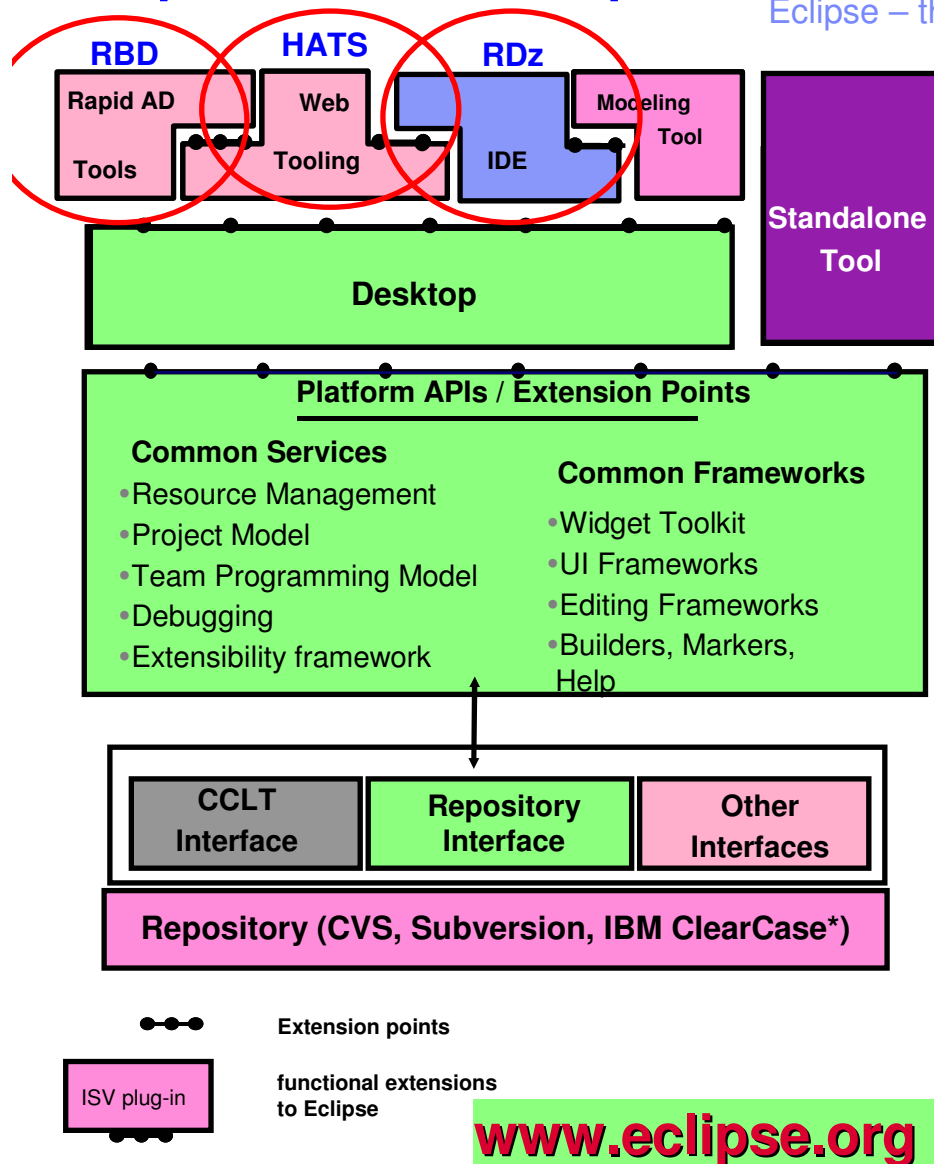 Eclipse – th
RBD
HATS
RDz
Rapid AD
Tools
Web
Tooling
IDE
Modeling
Tool
Standalone
Tool
Desktop
Platform APIs / Extension Points
Common Services
•Resource Management
•Project Model
•Team Programming Model
•Debugging
•Extensibility framework
Common Frameworks
•Widget Toolkit
•UI Frameworks
•Editing Frameworks
•Builders, Markers,
Help
CCLT
Interface
Repository
Interface
Other
Interfaces
Repository (CVS, Subversion, IBM ClearCase*)
Extension points
ISV plug-in
functional extensions
to Eclipse
www.eclipse.org